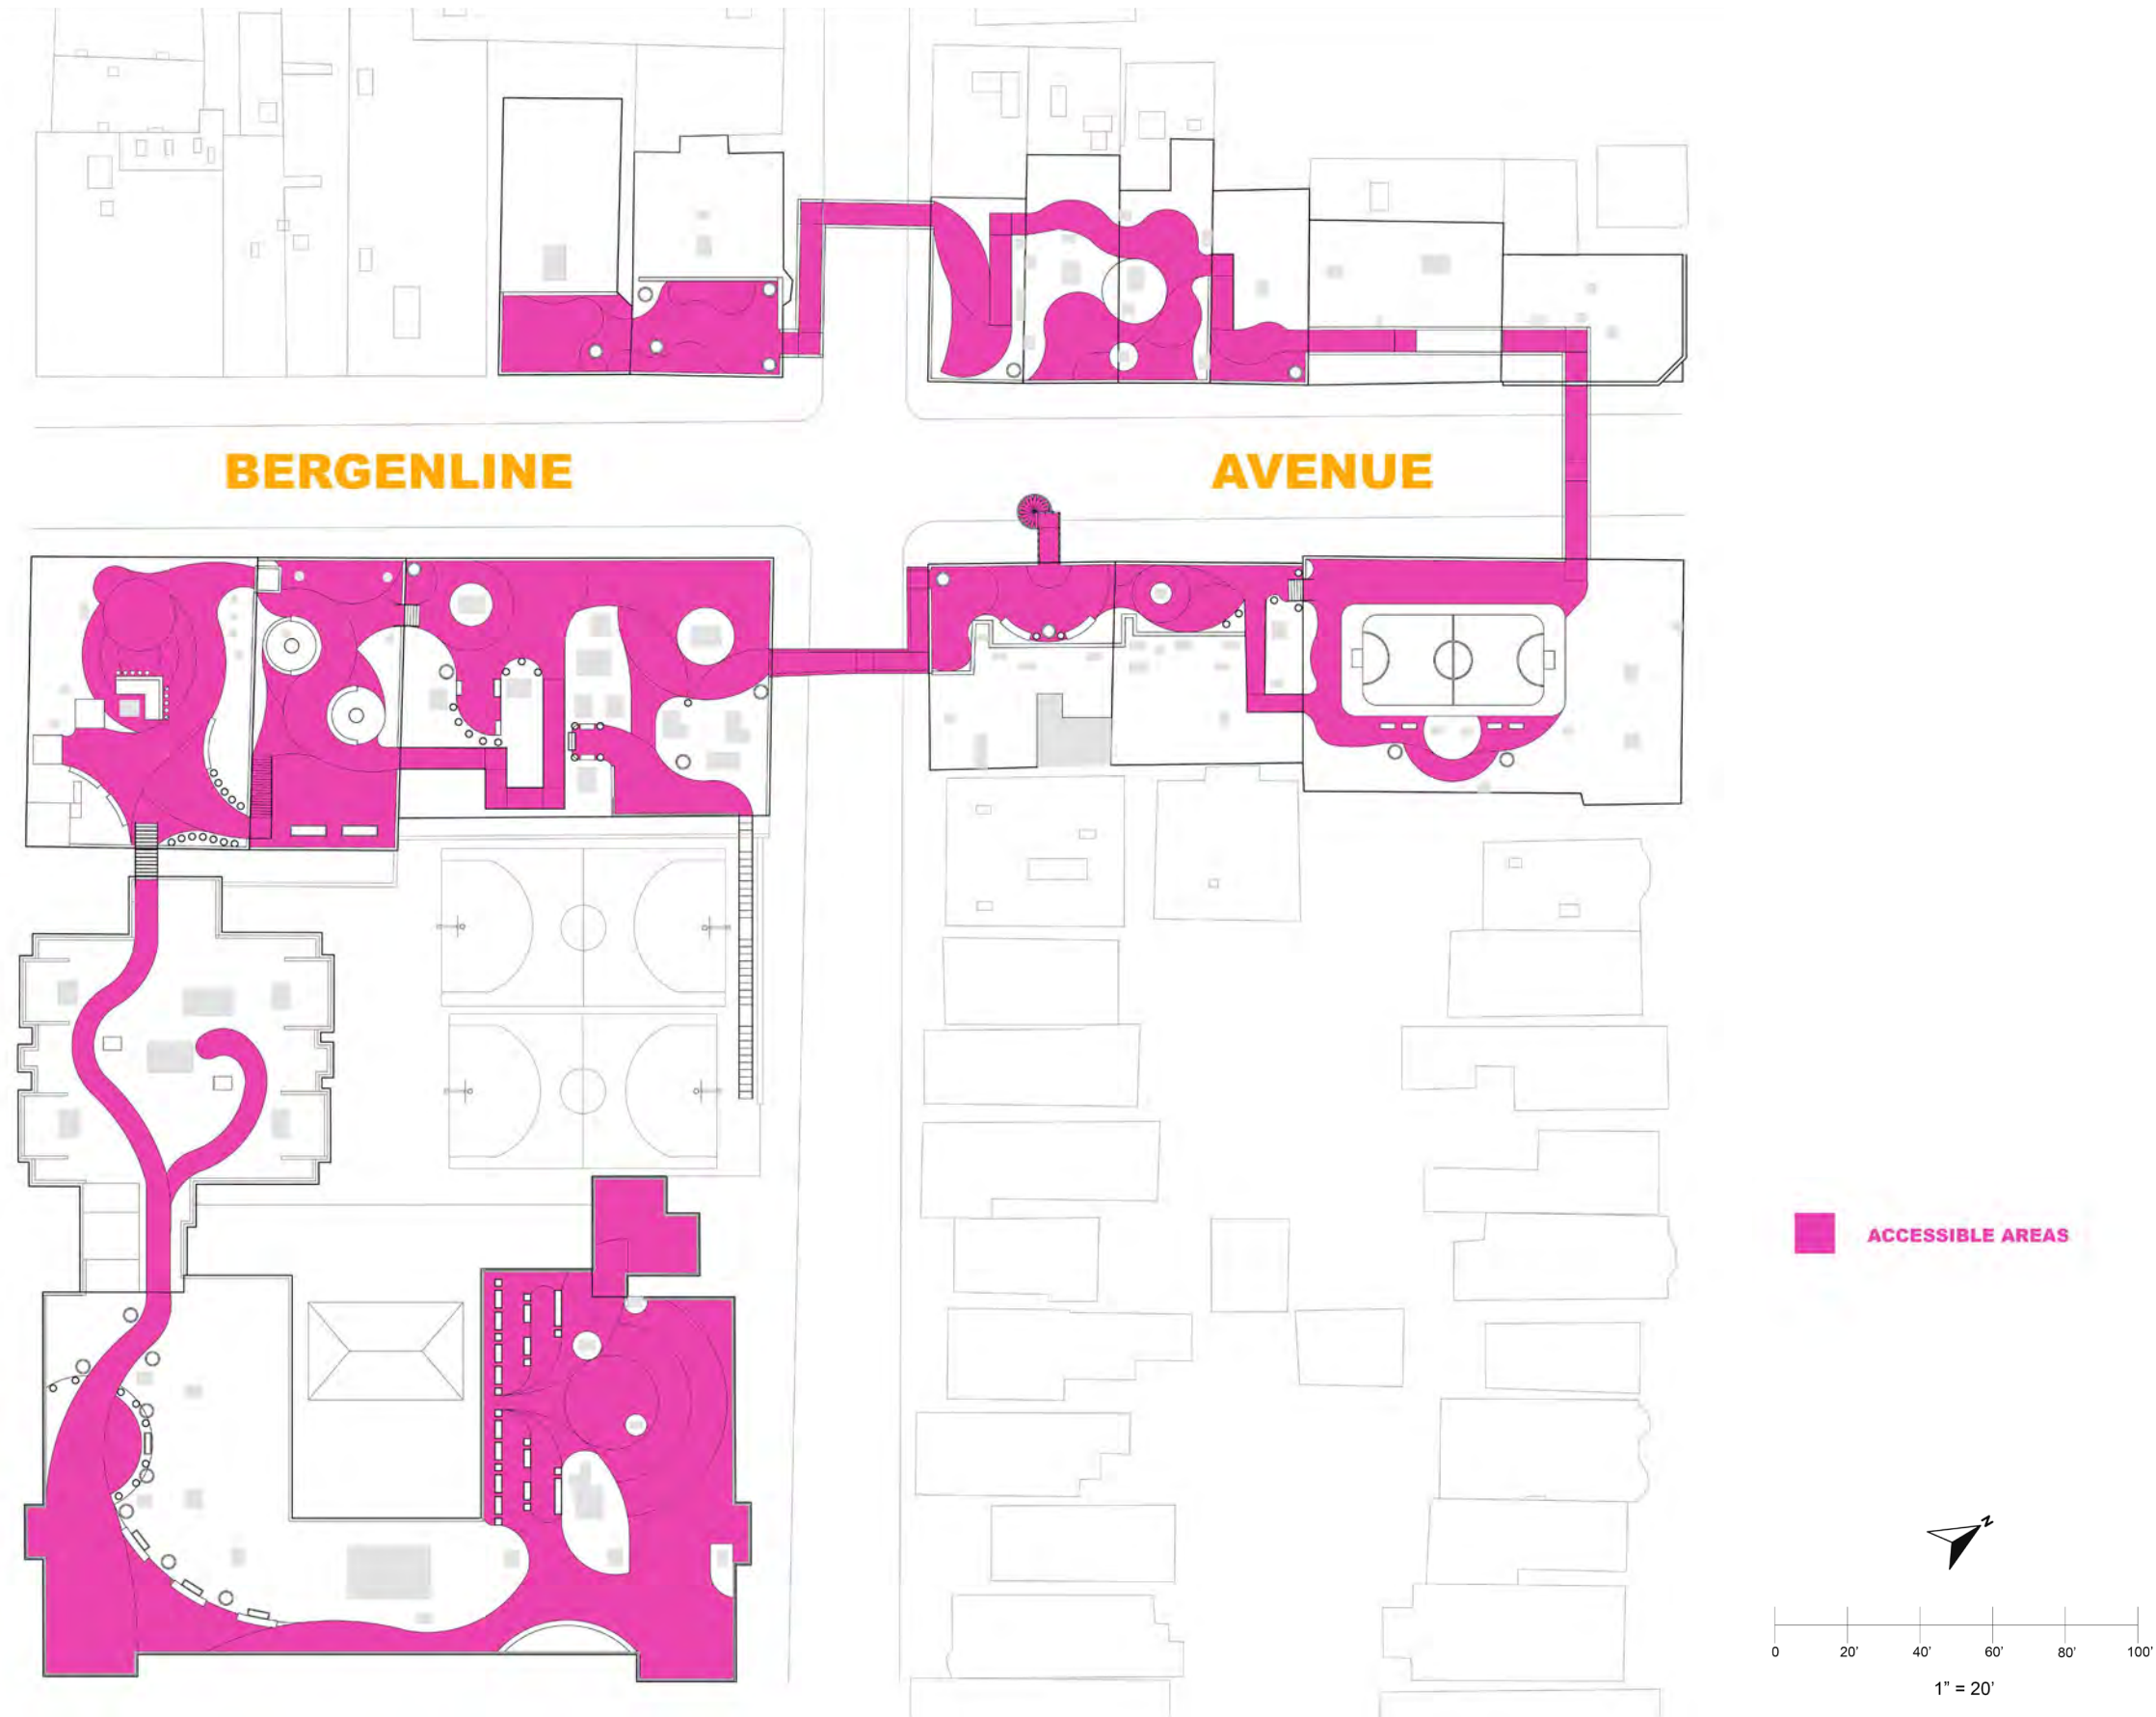 BERGENLINE AVENUE
ACCESSIBLE AREAS
N
0 20’ 40’ 60’ 80’ 100’
1” = 20’